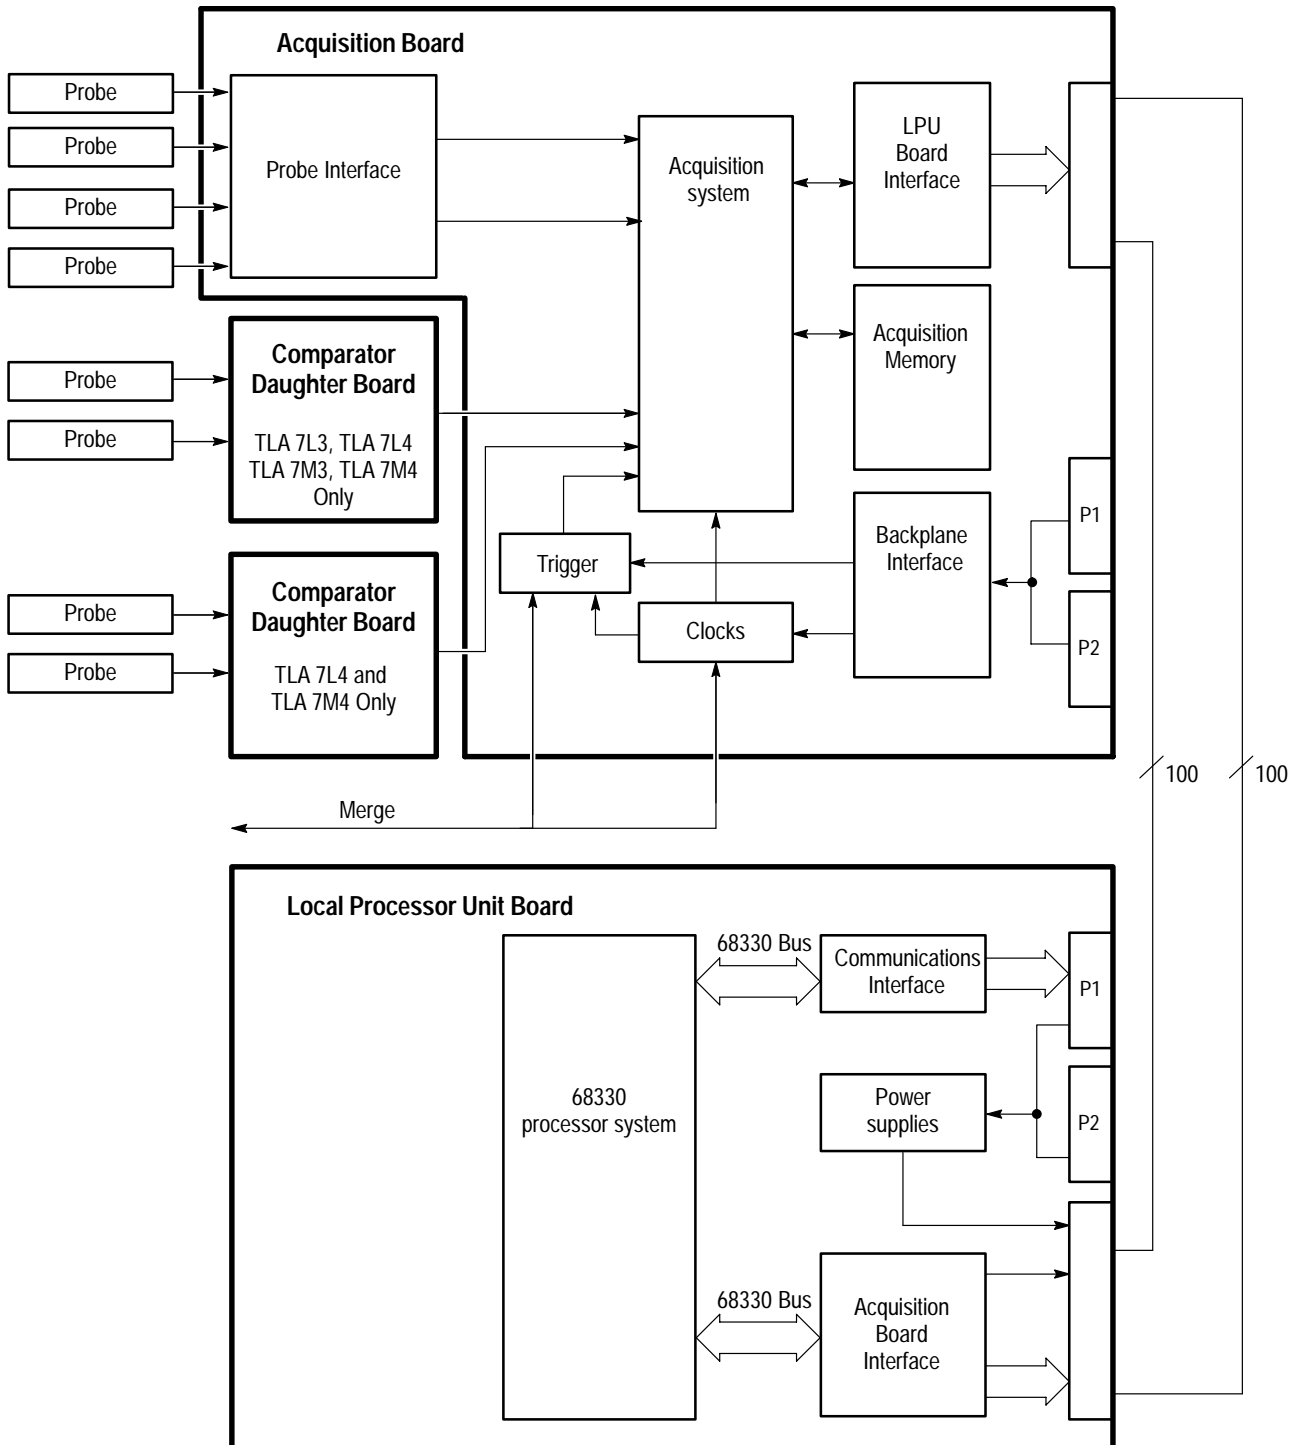 Acquisition Board
Probe
Probe
Probe
Probe
Probe Interface
Acquisition
system
LPU
Board
Interface
Acquisition
Memory
Probe
Probe
Comparator
Daughter Board
TLA 7L3, TLA 7L4
TLA 7M3, TLA 7M4
Only
Probe
Probe
Comparator
Daughter Board
TLA 7L4 and
TLA 7M4 Only
Trigger
Clocks
Backplane
Interface
P1
P2
100
100
Merge
Local Processor Unit Board
68330
processor system
68330 Bus
Communications
Interface
P1
Power
supplies
P2
68330 Bus
Acquisition
Board
Interface